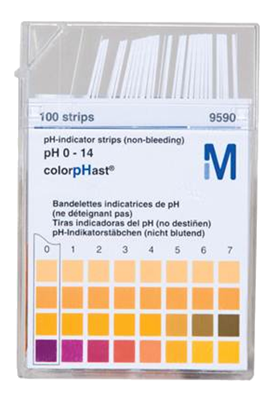 100 strips 9590
pH-indicator strips (non-bleeding)
pH 0 - 14
colorpHast®
M
Bandelettes indicatrices de pH
(ne déteignant pas)
Tiras indicadoras del pH (no destiñen)
pH-Indikatorstäbchen (nicht blutend)
0 1 2 3 4 5 6 7